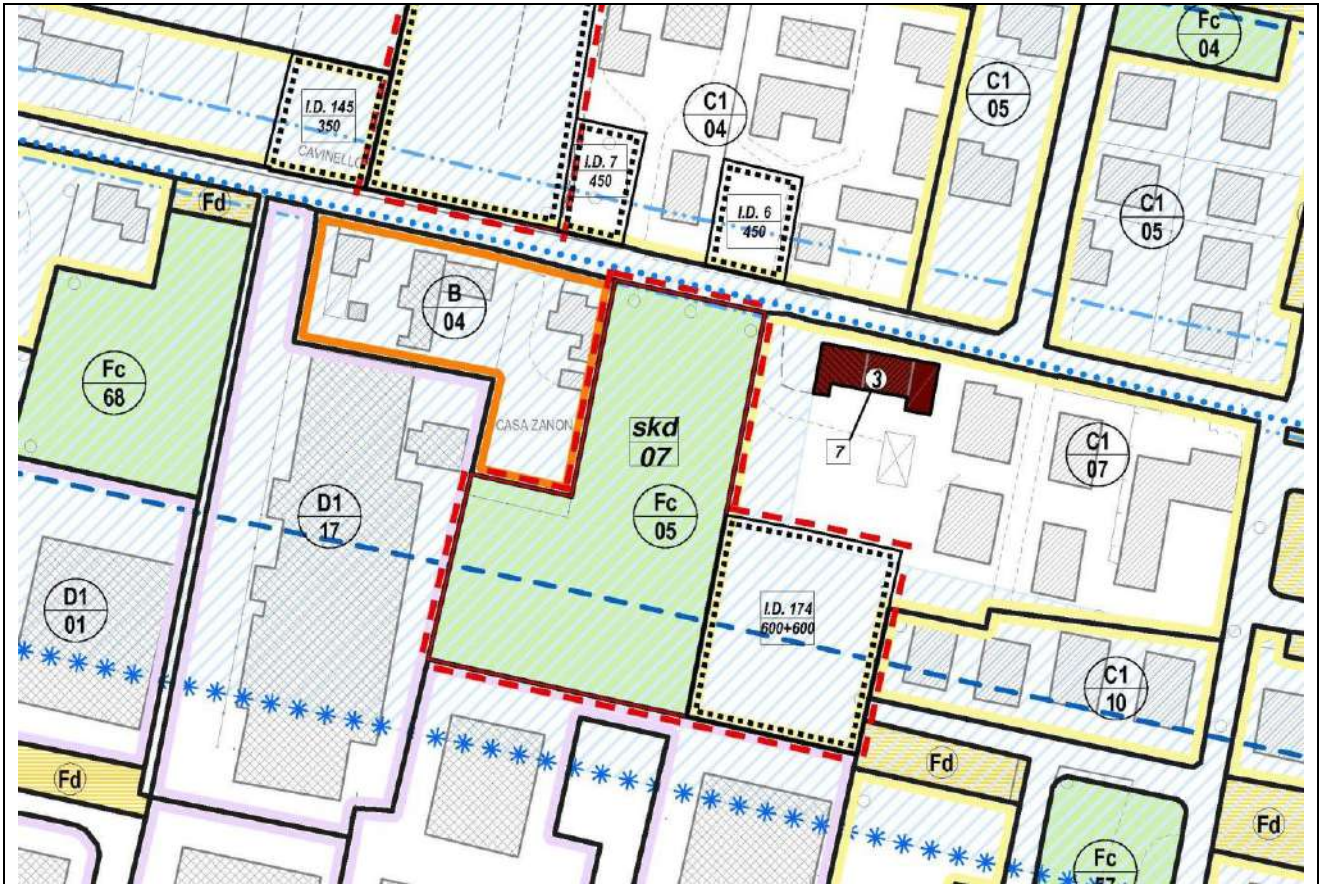 Fc
04
I.D. 145
350
CAVINELLO
C1
04
C1
05
I.D. 7
450
I.D. 6
450
C1
05
Fd
B
04
Fc
68
CASA ZANON
skd
07
3
7
C1
07
D1
17
Fc
05
D1
01
I.D. 174
600+600
C1
10
Fd
Fd
Fd
Fc
57